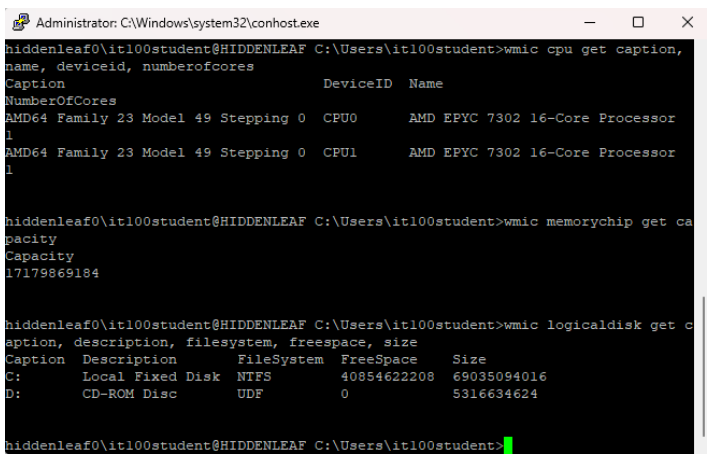 Administrator: C:\Windows\system32\conhost.exe
hiddenleaf0\it100student@HIDDENLEAF C:\Users\it100student>wmic cpu get caption,
name, deviceid, numberofcores
Caption                               DeviceID  Name
NumberOfCores
AMD64 Family 23 Model 49 Stepping 0  CPU0      AMD EPYC 7302 16-Core Processor
1
AMD64 Family 23 Model 49 Stepping 0  CPU1      AMD EPYC 7302 16-Core Processor
1
hiddenleaf0\it100student@HIDDENLEAF C:\Users\it100student>wmic memorychip get ca
pacity
Capacity
17179869184
hiddenleaf0\it100student@HIDDENLEAF C:\Users\it100student>wmic logicaldisk get c
aption, description, filesystem, freespace, size
Caption  Description       FileSystem  FreeSpace    Size
C:       Local Fixed Disk  NTFS        40854622208  69035094016
D:       CD-ROM Disc       UDF         0            5316634624
hiddenleaf0\it100student@HIDDENLEAF C:\Users\it100student>